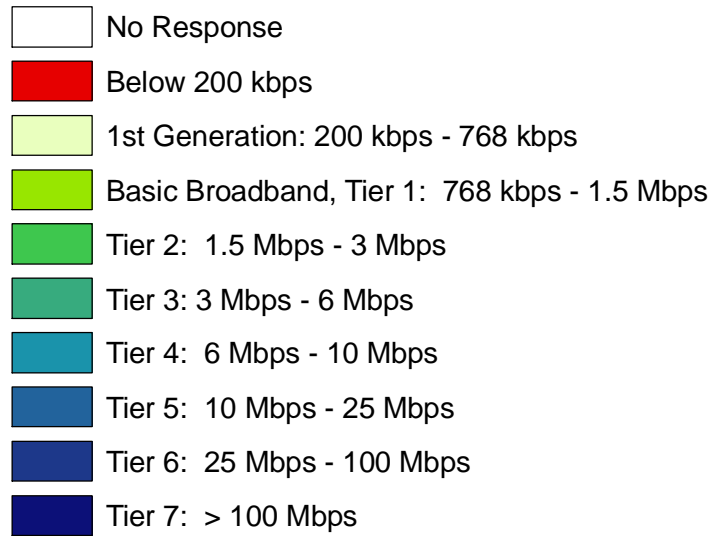 No Response
Below 200 kbps
1st Generation: 200 kbps - 768 kbps
Basic Broadband, Tier 1:  768 kbps - 1.5 Mbps
Tier 2:  1.5 Mbps - 3 Mbps
Tier 3: 3 Mbps - 6 Mbps
Tier 4:  6 Mbps - 10 Mbps
Tier 5:  10 Mbps - 25 Mbps
Tier 6:  25 Mbps - 100 Mbps
Tier 7:  > 100 Mbps